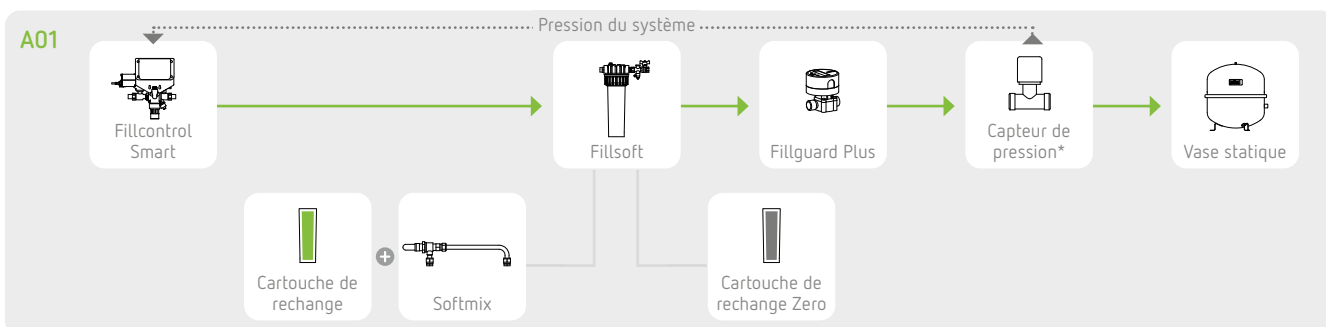 A01
Pression du système
Fillcontrol
Smart
Fillsoft
Fillguard Plus
Capteur de
pression*
Vase statique
Cartouche de
rechange
Softmix
Cartouche de
rechange Zero